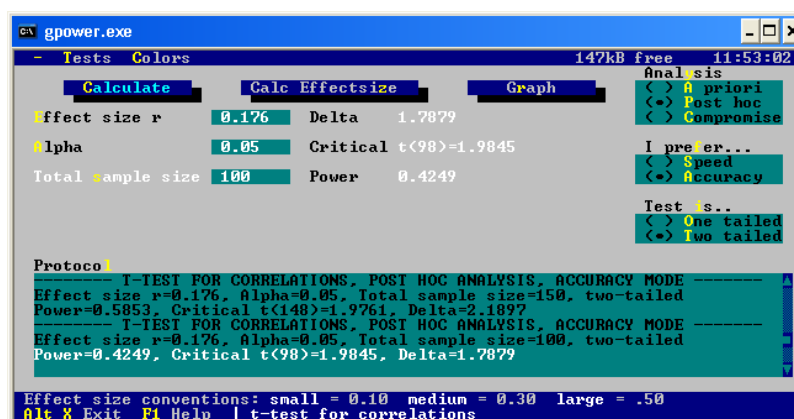 gpower.exe
- Tests Colors 147kB free 11:53:02
Calculate Calc Effectsize Graph
Effect size r 0.176 Delta 1.7879
Alpha 0.05 Critical t(98)=1.9845
Total sample size 100 Power 0.4249
Analysis
( ) A priori
(•) Post hoc
( ) Compromise
I prefer...
( ) Speed
(•) Accuracy
Test is..
( ) One tailed
(•) Two tailed
Protocol
-------- T-TEST FOR CORRELATIONS, POST HOC ANALYSIS, ACCURACY MODE -------
Effect size r=0.176, Alpha=0.05, Total sample size=150, two-tailed
Power=0.5853, Critical t(148)=1.9761, Delta=2.1897
-------- T-TEST FOR CORRELATIONS, POST HOC ANALYSIS, ACCURACY MODE -------
Effect size r=0.176, Alpha=0.05, Total sample size=100, two-tailed
Power=0.4249, Critical t(98)=1.9845, Delta=1.7879
Effect size conventions: small = 0.10 medium = 0.30 large = .50
Alt X Exit F1 Help | t-test for correlations